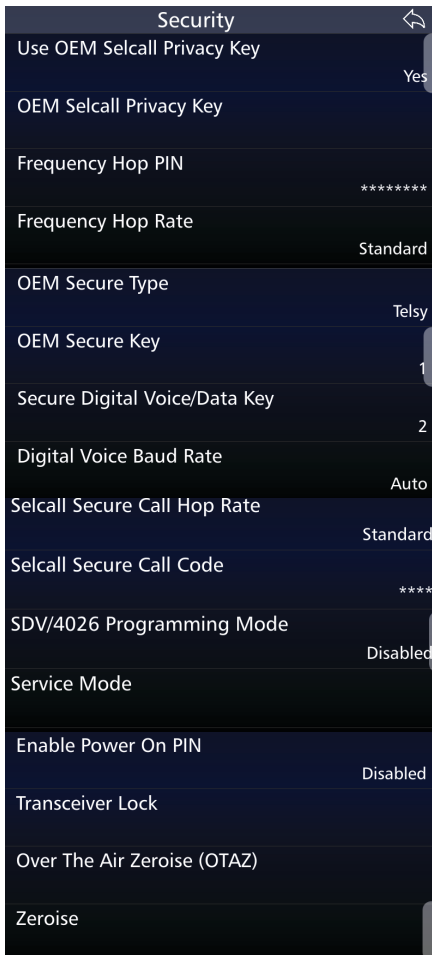 Security
Use OEM Selcall Privacy Key
Yes
OEM Selcall Privacy Key
Frequency Hop PIN
********
Frequency Hop Rate
Standard
OEM Secure Type
Telsy
OEM Secure Key
1
Secure Digital Voice/Data Key
2
Digital Voice Baud Rate
Auto
Selcall Secure Call Hop Rate
Standard
Selcall Secure Call Code
****
SDV/4026 Programming Mode
Disabled
Service Mode
Enable Power On PIN
Disabled
Transceiver Lock
Over The Air Zeroise (OTAZ)
Zeroise